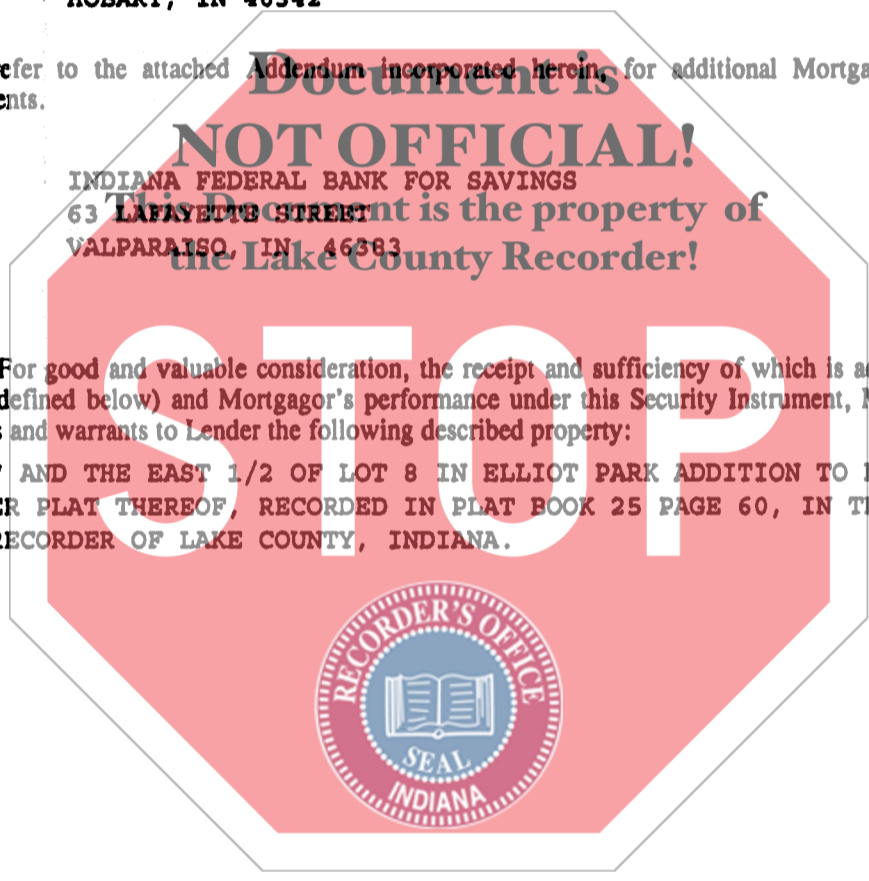 HOBART, IN 46342
efer to the attached Addendum incorporated herein, for additional Mortga
ents.
Document is
NOT OFFICIAL!
INDIANA FEDERAL BANK FOR SAVINGS
63 LAFAYETTE STREET
This Document is the property of
VALPARAISO, IN 46383
the Lake County Recorder!
For good and valuable consideration, the receipt and sufficiency of which is a
defined below) and Mortgagor's performance under this Security Instrument,
s and warrants to Lender the following described property:
AND THE EAST 1/2 OF LOT 8 IN ELLIOT PARK ADDITION TO
ER PLAT THEREOF, RECORDED IN PLAT BOOK 25 PAGE 60, IN T
RECORDER OF LAKE COUNTY, INDIANA.
STOP
RECORDER'S OFFICE
SEAL
INDIANA